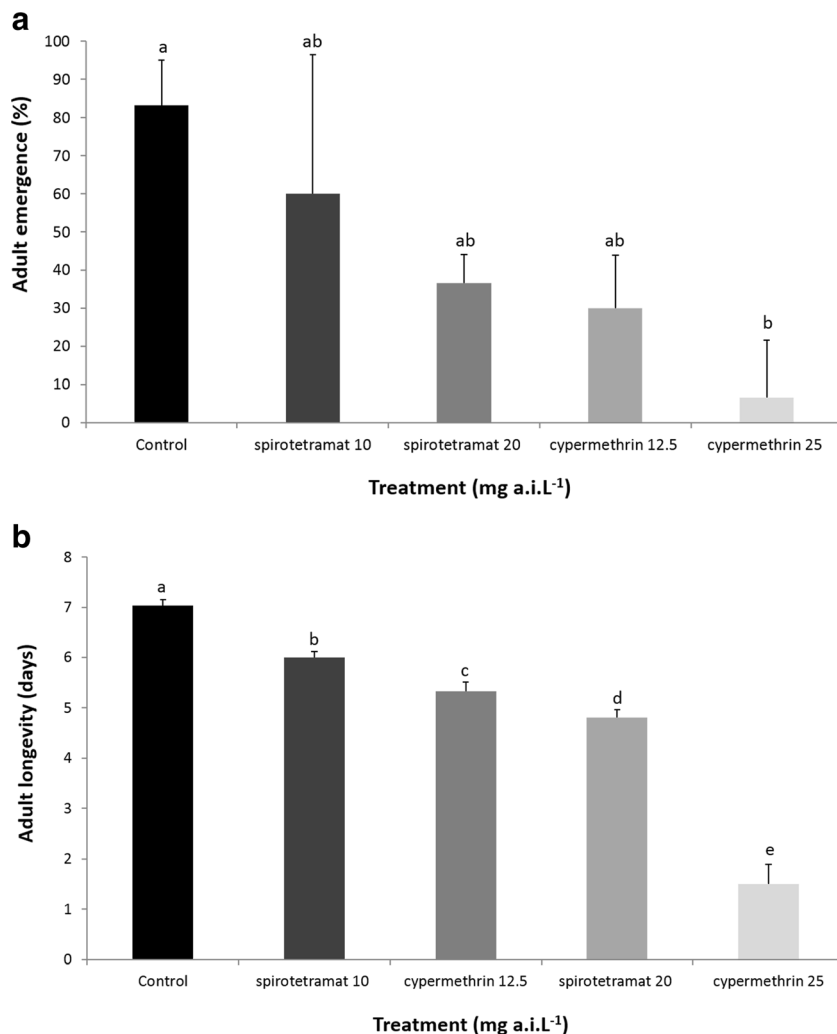 a
Adult emergence (%)
100
90
80
70
60
50
40
30
20
10
0
a
ab
ab
ab
b
Control
spirotetramat 10
spirotetramat 20
cypermethrin 12.5
cypermethrin 25
Treatment (mg a.i.L⁻¹)
b
Adult longevity (days)
8
7
6
5
4
3
2
1
0
a
b
c
d
e
Control
spirotetramat 10
cypermethrin 12.5
spirotetramat 20
cypermethrin 25
Treatment (mg a.i.L⁻¹)